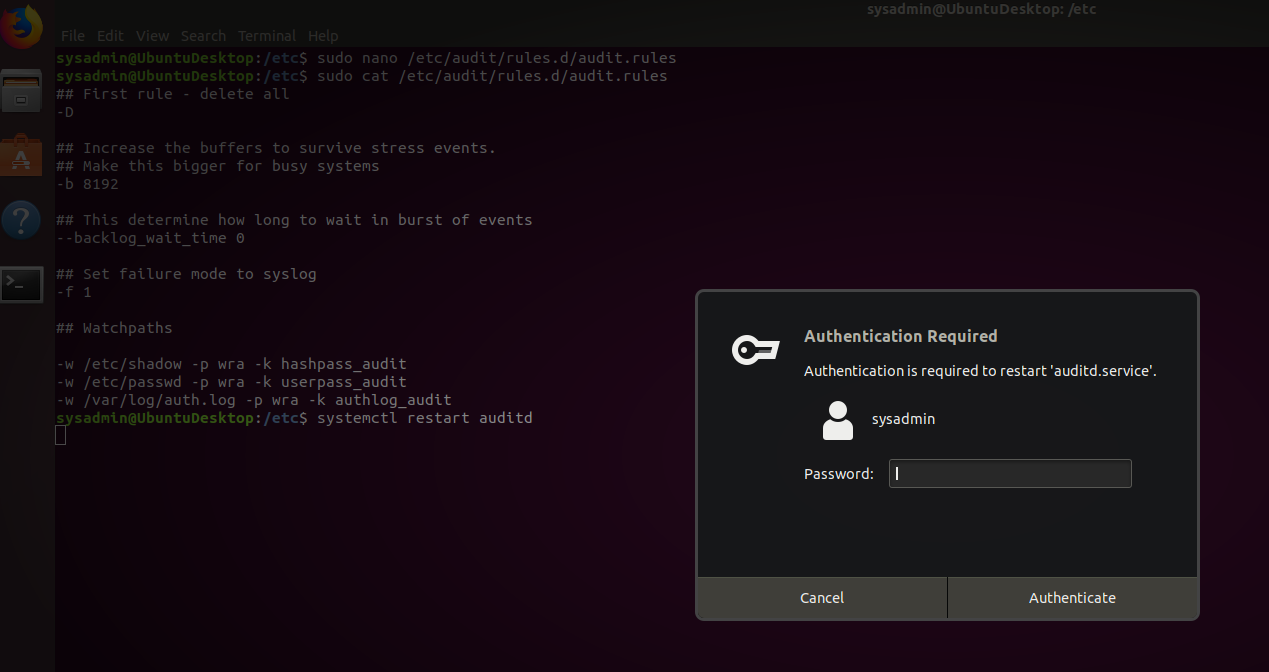 sysadmin@UbuntuDesktop: /etc
File Edit View Search Terminal Help
sysadmin@UbuntuDesktop:/etc$ sudo nano /etc/audit/rules.d/audit.rules
sysadmin@UbuntuDesktop:/etc$ sudo cat /etc/audit/rules.d/audit.rules
## First rule - delete all
-D
## Increase the buffers to survive stress events.
## Make this bigger for busy systems
-b 8192
## This determine how long to wait in burst of events
--backlog_wait_time 0
## Set failure mode to syslog
-f 1
## Watchpaths
-w /etc/shadow -p wra -k hashpass_audit
-w /etc/passwd -p wra -k userpass_audit
-w /var/log/auth.log -p wra -k authlog_audit
sysadmin@UbuntuDesktop:/etc$ systemctl restart auditd
Authentication Required
Authentication is required to restart 'auditd.service'.
sysadmin
Password:
Cancel Authenticate